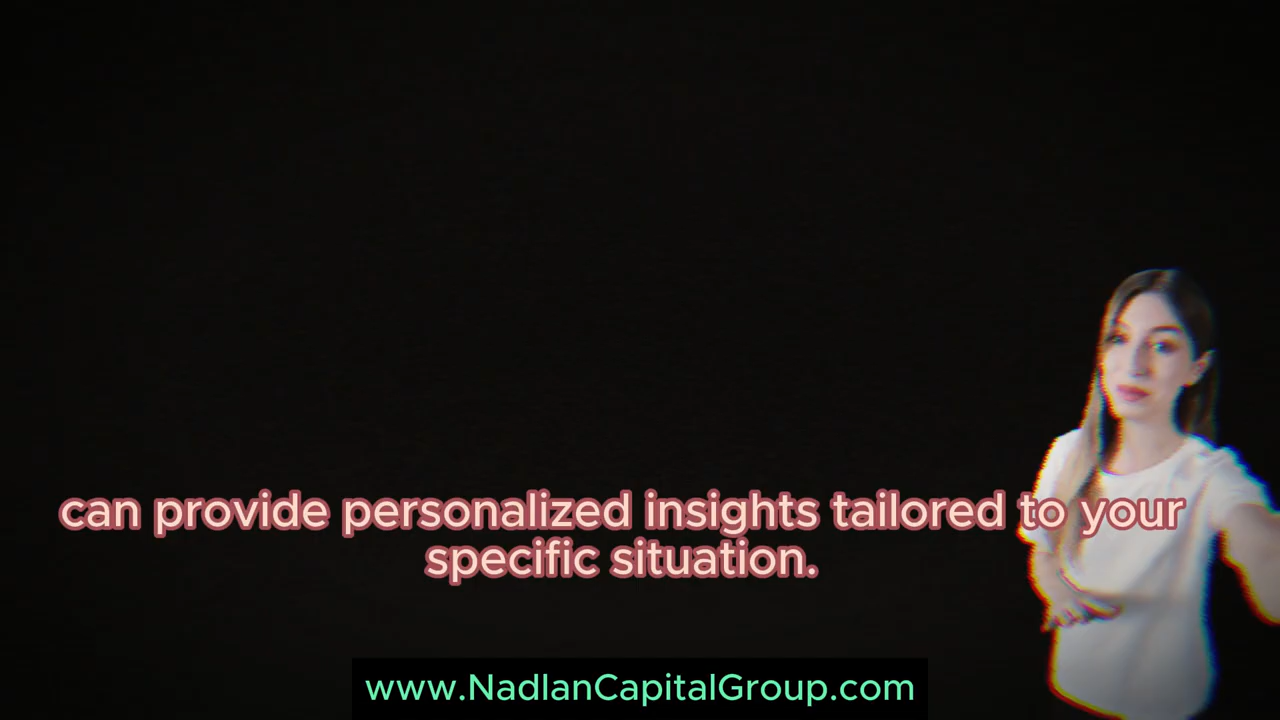 can provide personalized insights tailored to your
specific situation.
www.NadlanCapitalGroup.com